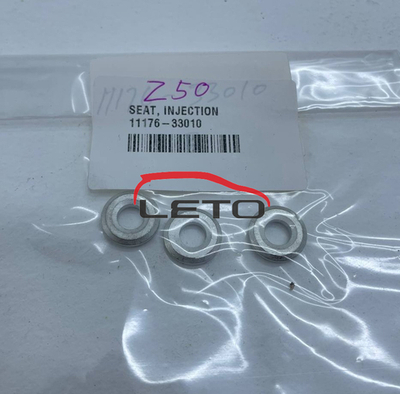 11176-33010
Z50
SEAT, INJECTION
11176-33010
LETO